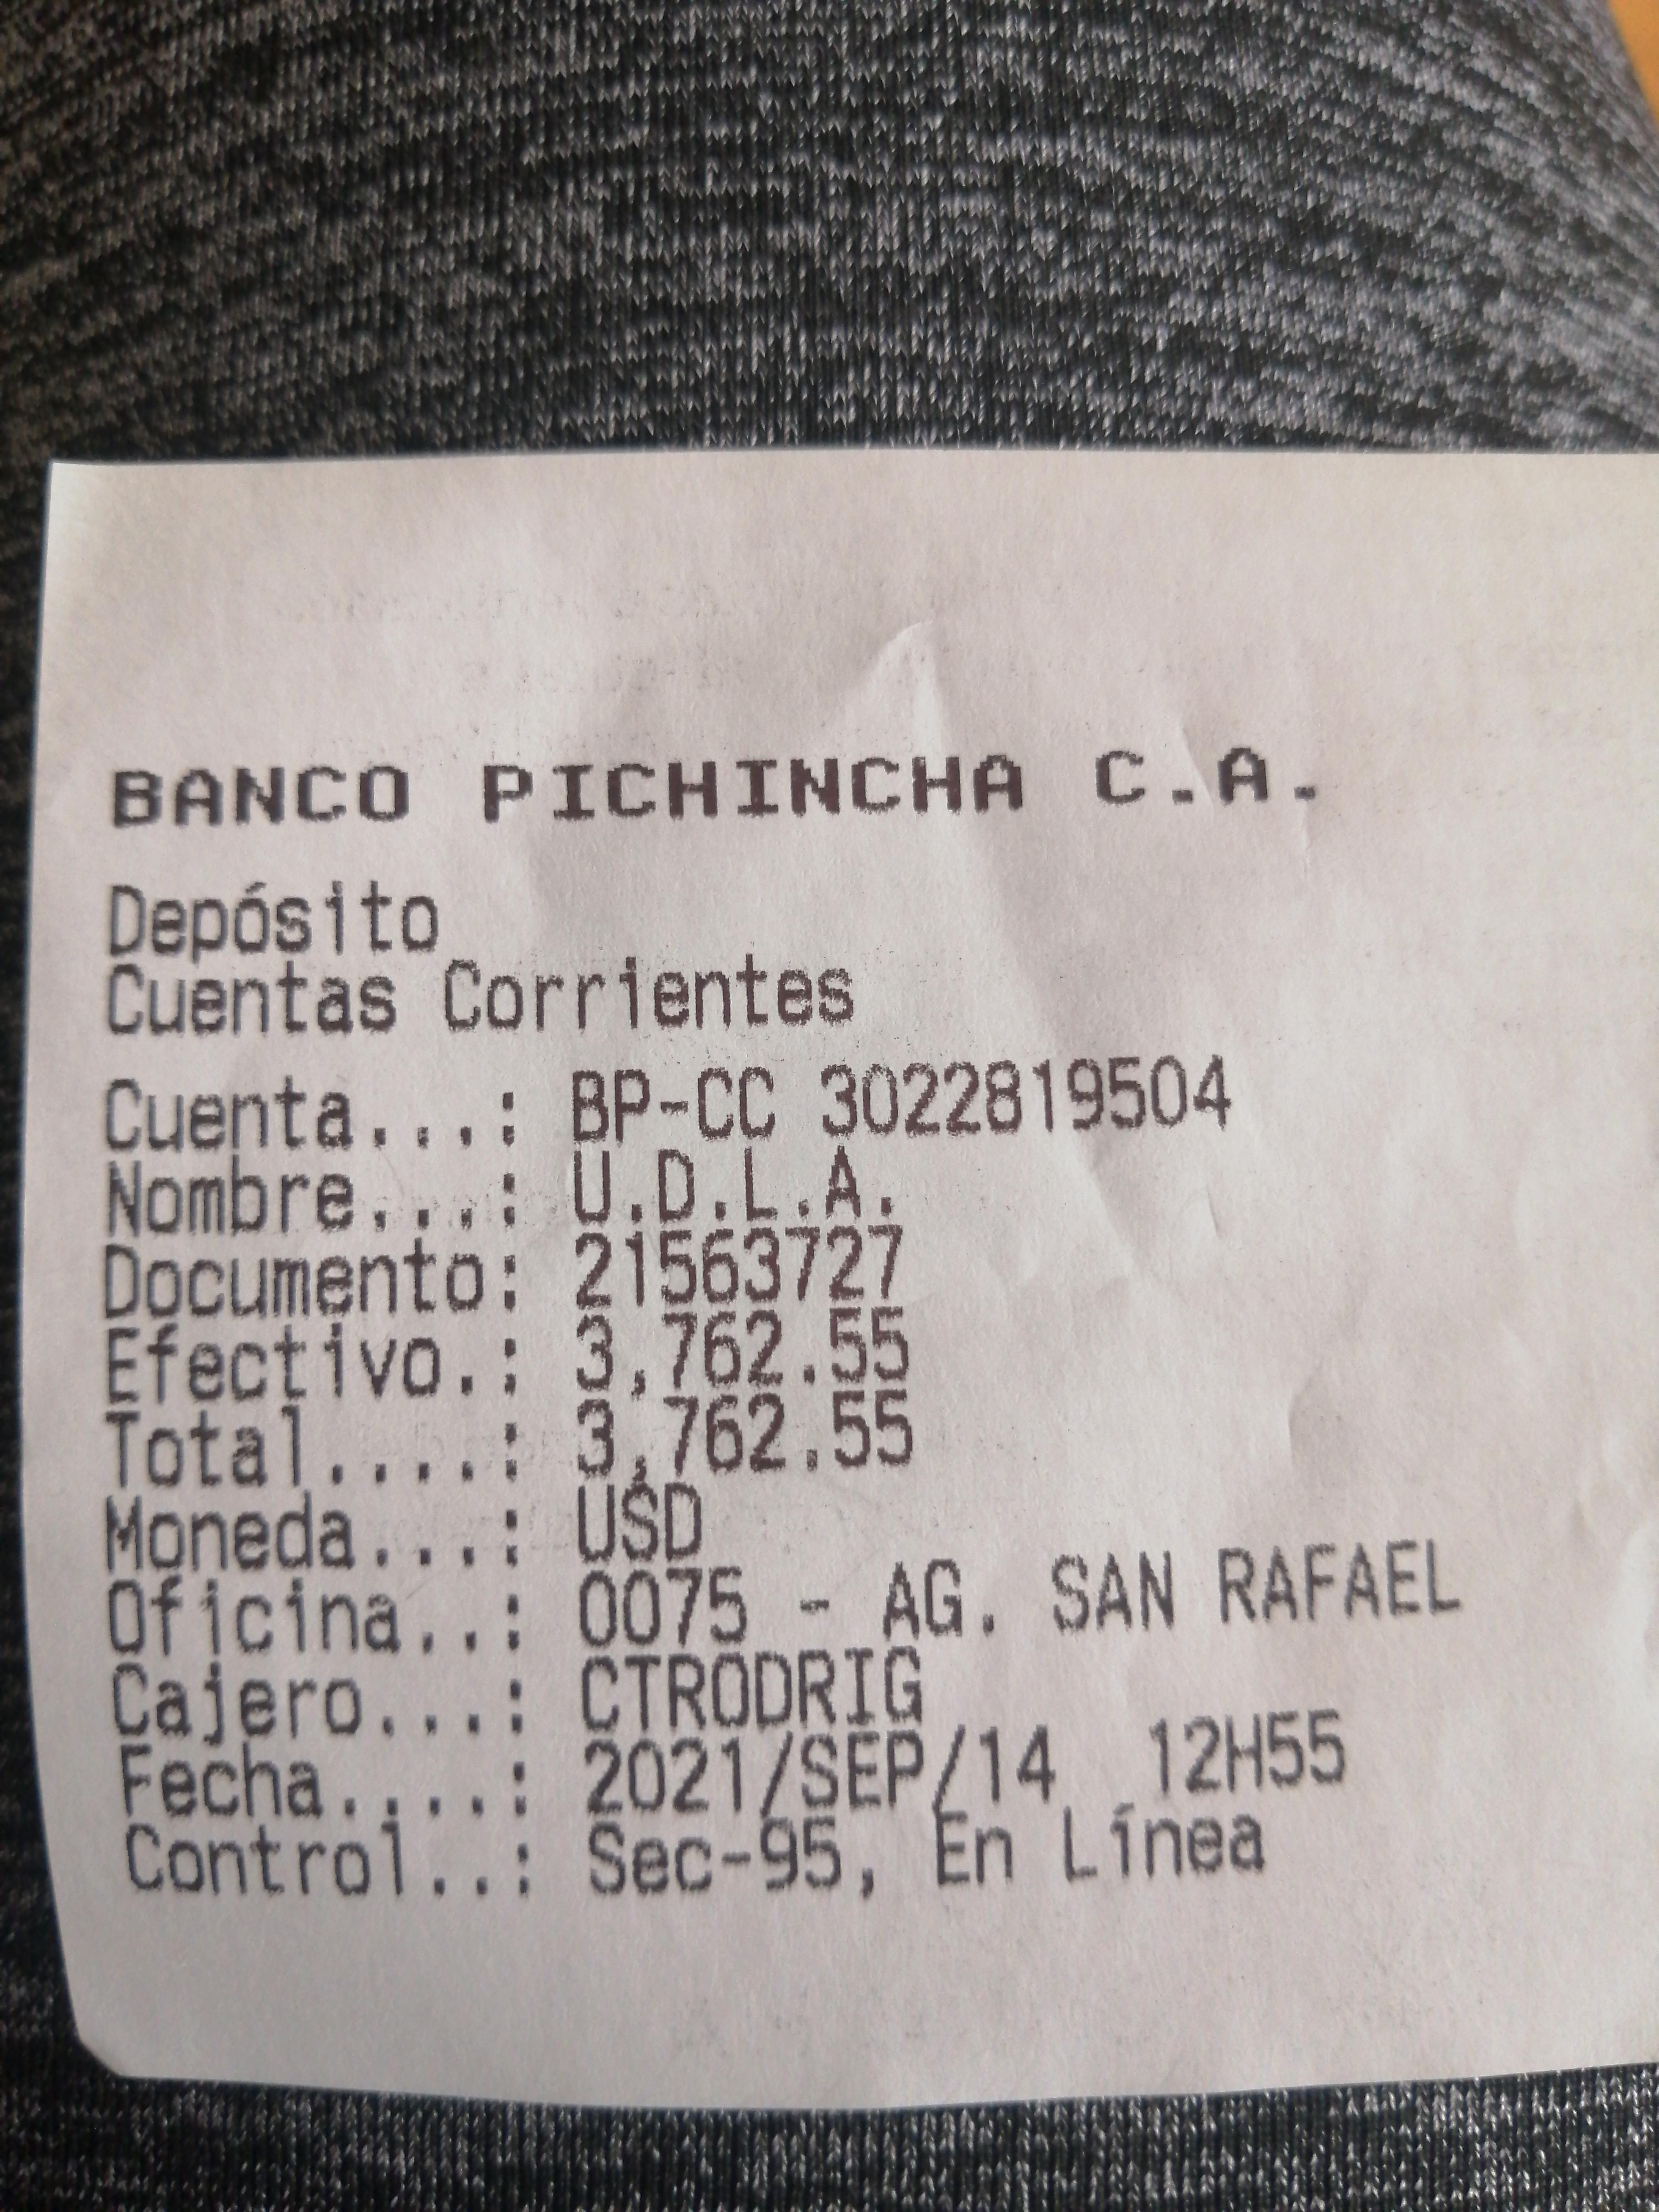 BANCO PICHINCHA C.A.
Depósito
Cuentas Corrientes
Cuenta...: BP-CC 3022819504
Nombre...: U.D.L.A.
Documento: 21563727
Efectivo.: 3,762.55
Total....: 3,762.55
Moneda...: USD
Oficina..: 0075 - AG. SAN RAFAEL
Cajero...: CTRODRIG
Fecha....: 2021/SEP/14 12H55
Control..: Sec-95, En Línea